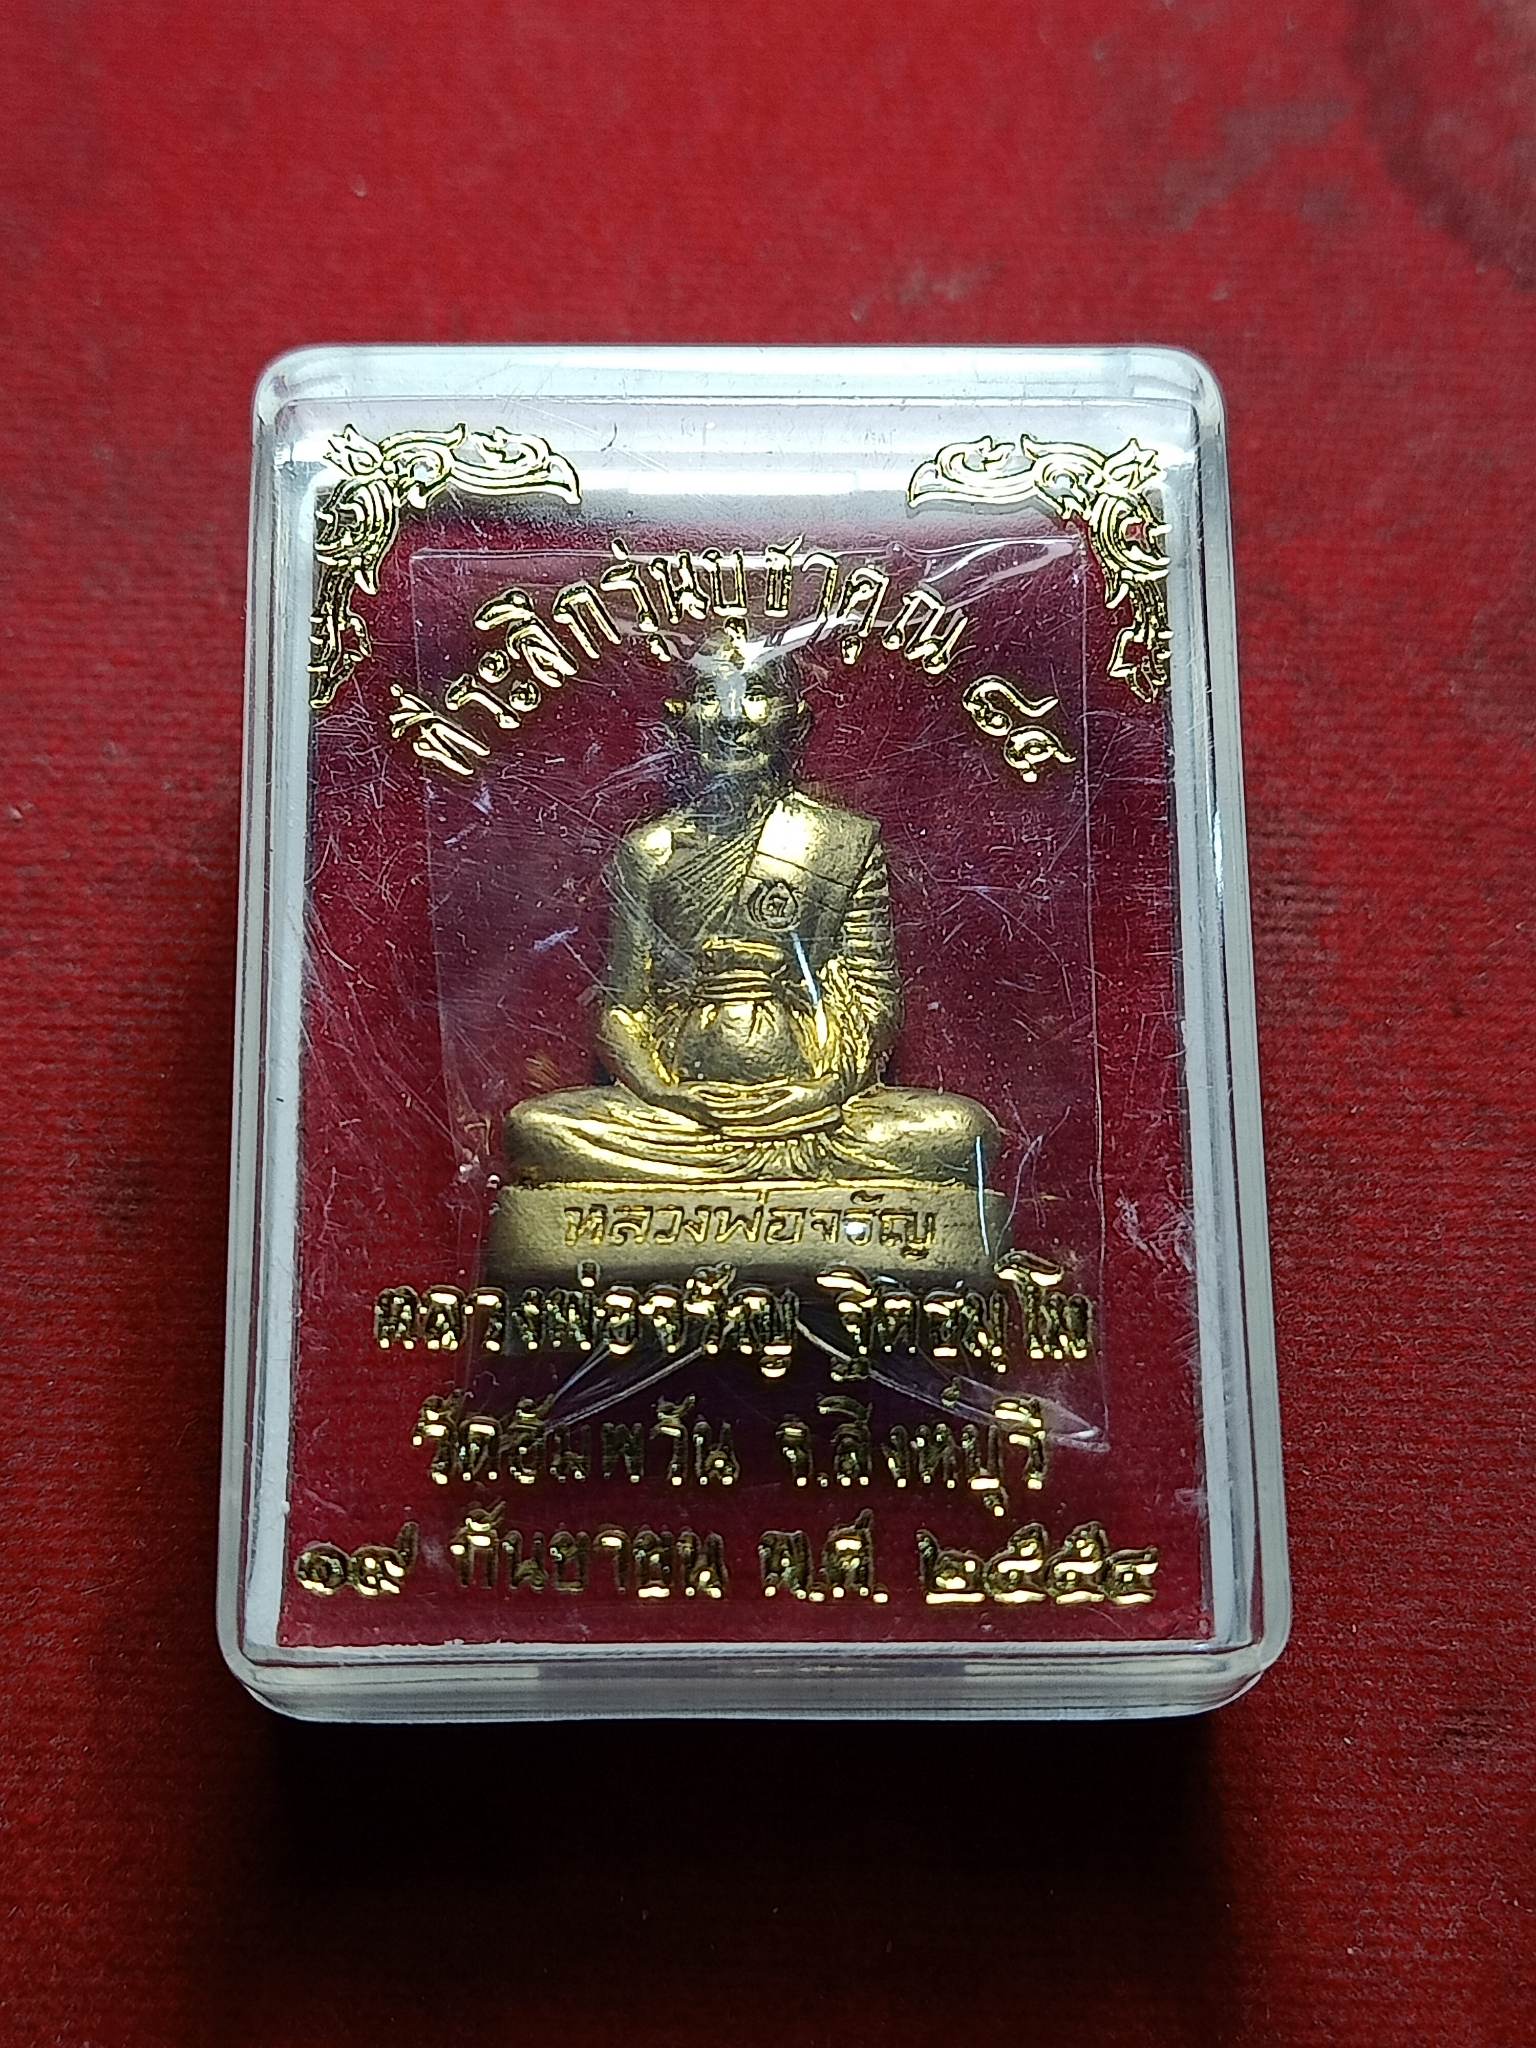 ที่ระลึกรุ่นบูชาคุณ ๘๔
หลวงพ่อจรัญ
หลวงพ่อจรัญ ฐิตธมฺโม
วัดอัมพวัน จ.สิงห์บุรี
๑๙ กันยายน พ.ศ. ๒๕๕๔